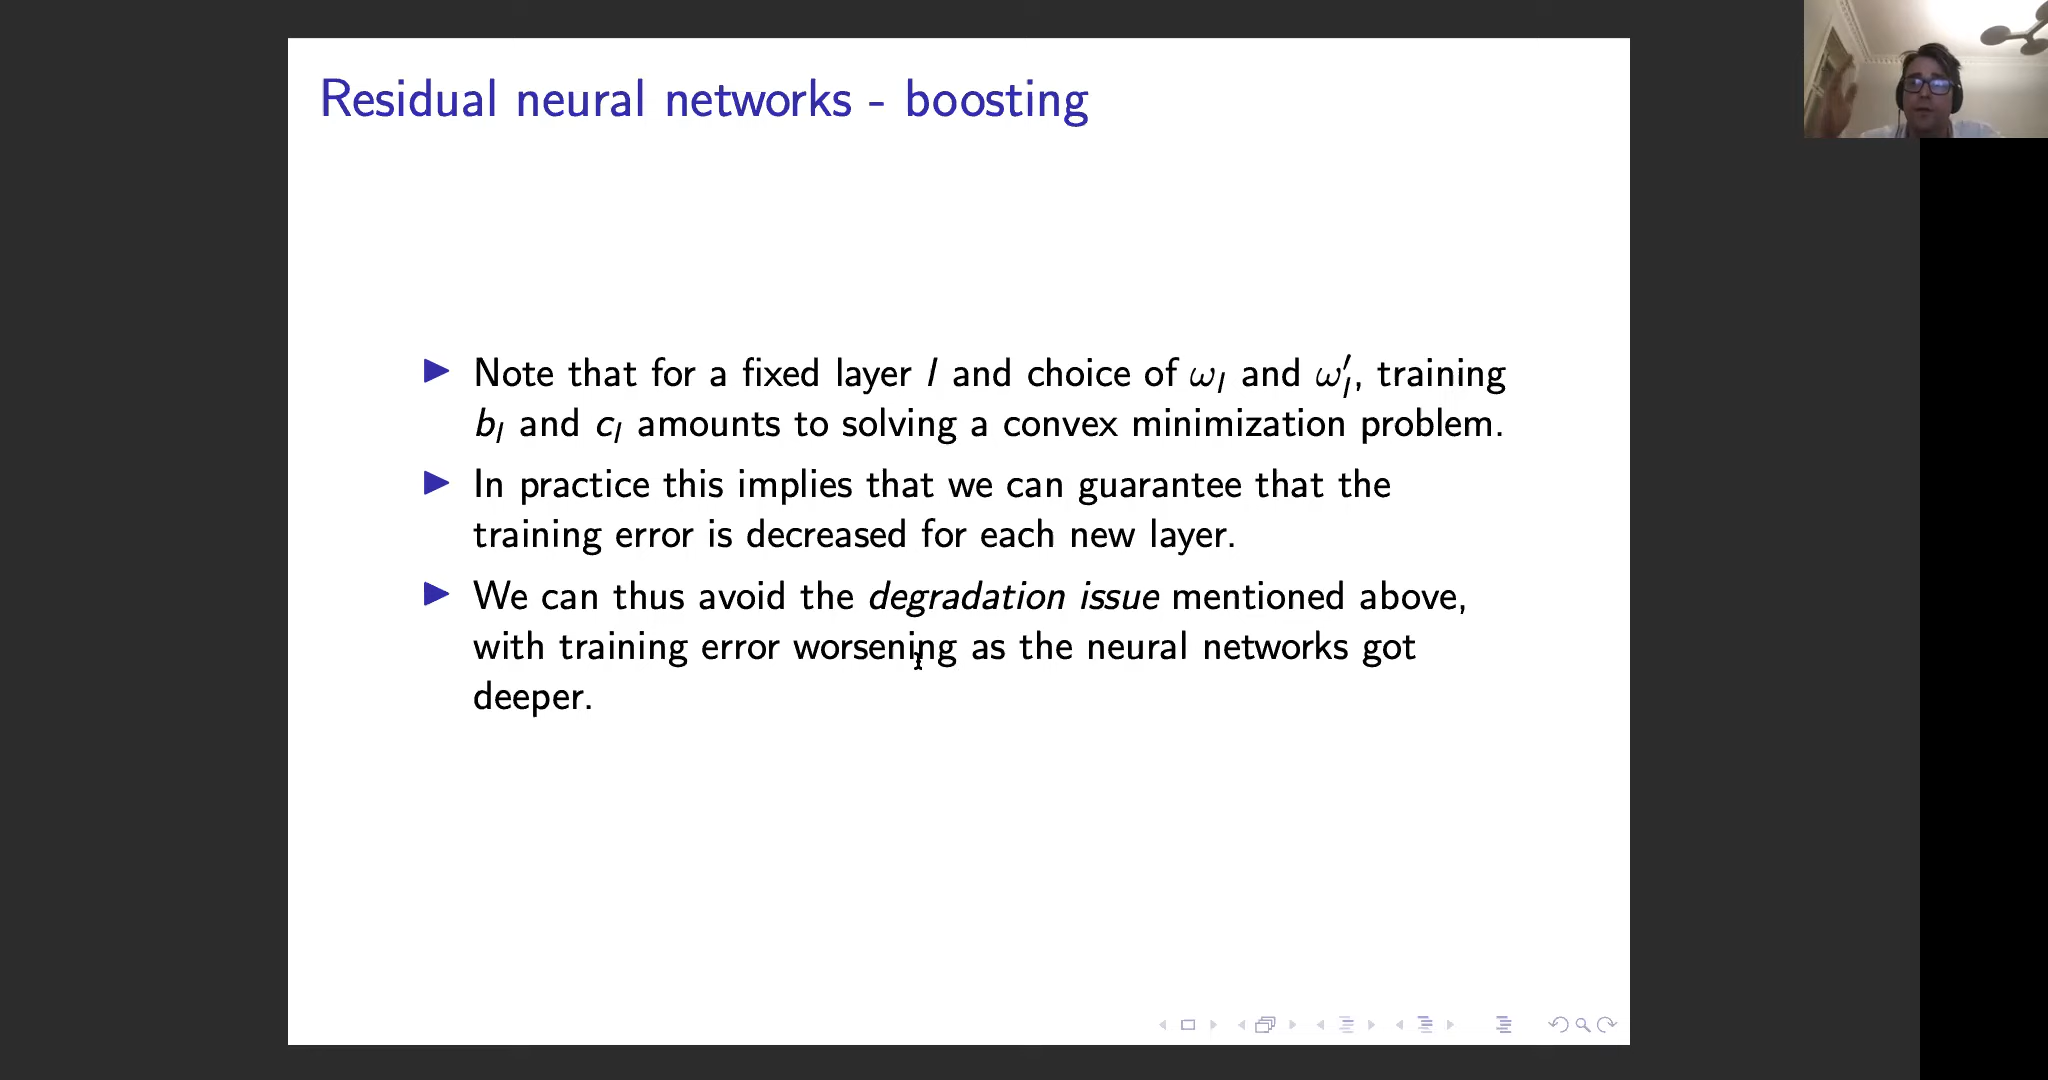 Residual neural networks - boosting
Note that for a fixed layer l and choice of ω_l and ω′_l, training
b_l and c_l amounts to solving a convex minimization problem.
In practice this implies that we can guarantee that the
training error is decreased for each new layer.
We can thus avoid the degradation issue mentioned above,
with training error worsening as the neural networks got
deeper.